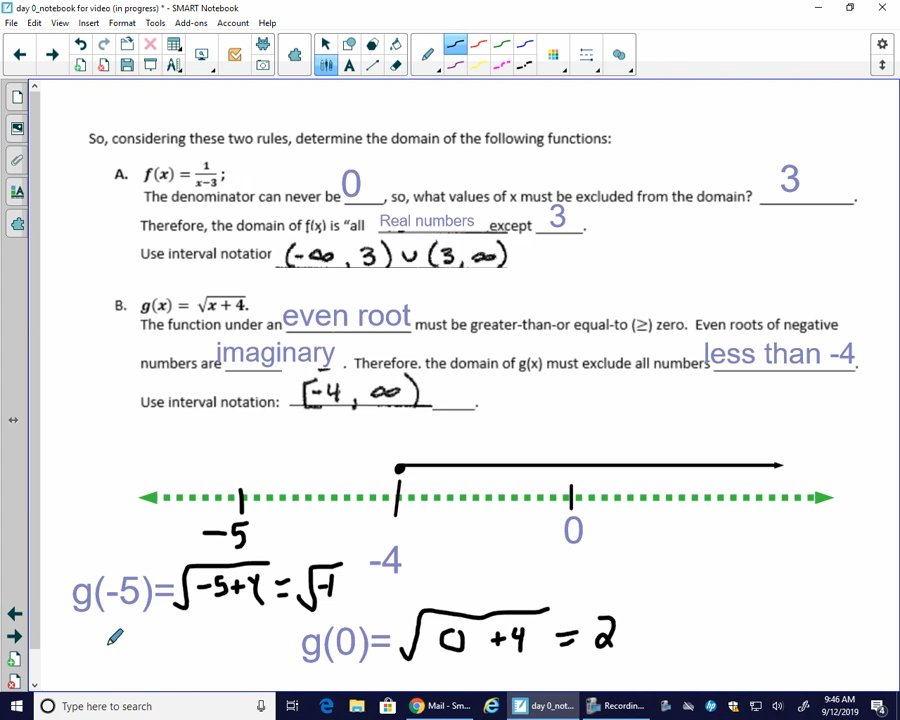 day 0_notebook for video (in progress) * - SMART Notebook
File Edit View Insert Format Tools Add-ons Account Help
So, considering these two rules, determine the domain of the following functions:
A. f(x) = 1/(x−3);
The denominator can never be 0, so, what values of x must be excluded from the domain? 3.
Therefore, the domain of f(x) is “all Real numbers except 3.
Use interval notation (-∞, 3) ∪ (3, ∞)
B. g(x) = √(x + 4).
The function under an even root must be greater-than-or equal-to (≥) zero. Even roots of negative
numbers are imaginary. Therefore, the domain of g(x) must exclude all numbers less than -4.
Use interval notation: [-4, ∞).
-5 -4 0
g(-5)=√(-5+4) = √-1
g(0)= √(0 +4) = 2
Type here to search
Mail - Sm...
day 0_not...
Recordin...
9:46 AM
9/12/2019
4